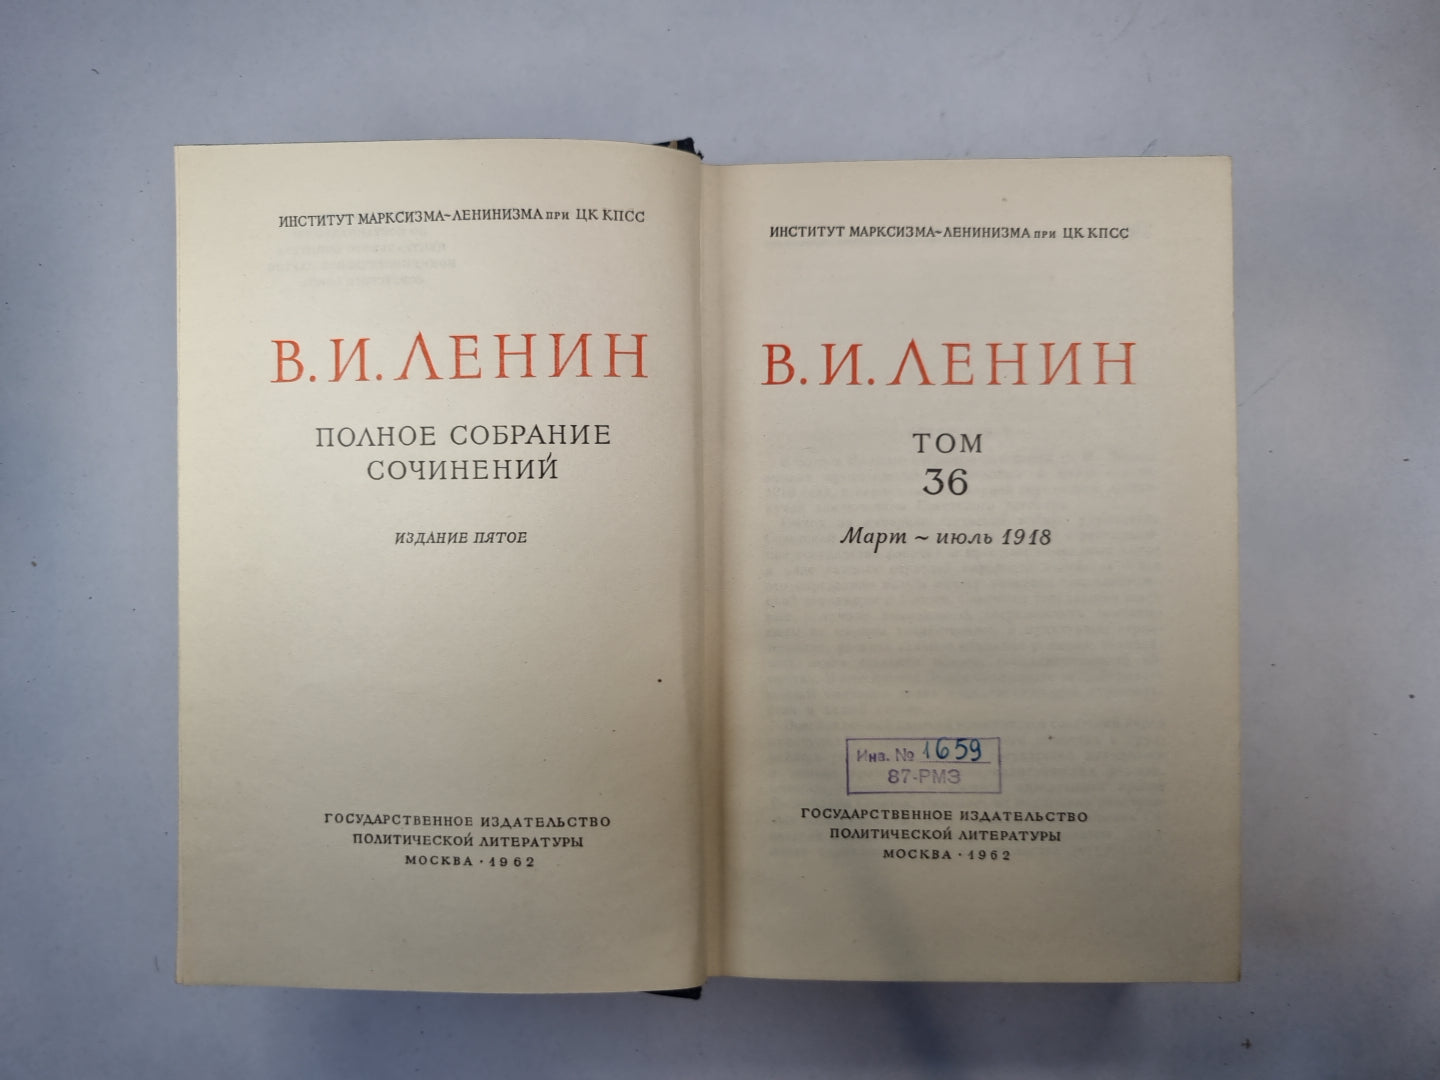 ИНСТИТУТ МАРКСИЗМА~ЛЕНИНИЗМА при ЦК КПСС
В. И. ЛЕНИН
ПОЛНОЕ СОБРАНИЕ
СОЧИНЕНИЙ
ИЗДАНИЕ ПЯТОЕ
ГОСУДАРСТВЕННОЕ ИЗДАТЕЛЬСТВО
ПОЛИТИЧЕСКОЙ ЛИТЕРАТУРЫ
МОСКВА · 1962
ИНСТИТУТ МАРКСИЗМА~ЛЕНИНИЗМА при ЦК КПСС
В. И. ЛЕНИН
ТОМ
36
Март ~ июль 1918
Инв. № 1659
87-РМЗ
ГОСУДАРСТВЕННОЕ ИЗДАТЕЛЬСТВО
ПОЛИТИЧЕСКОЙ ЛИТЕРАТУРЫ
МОСКВА · 1962